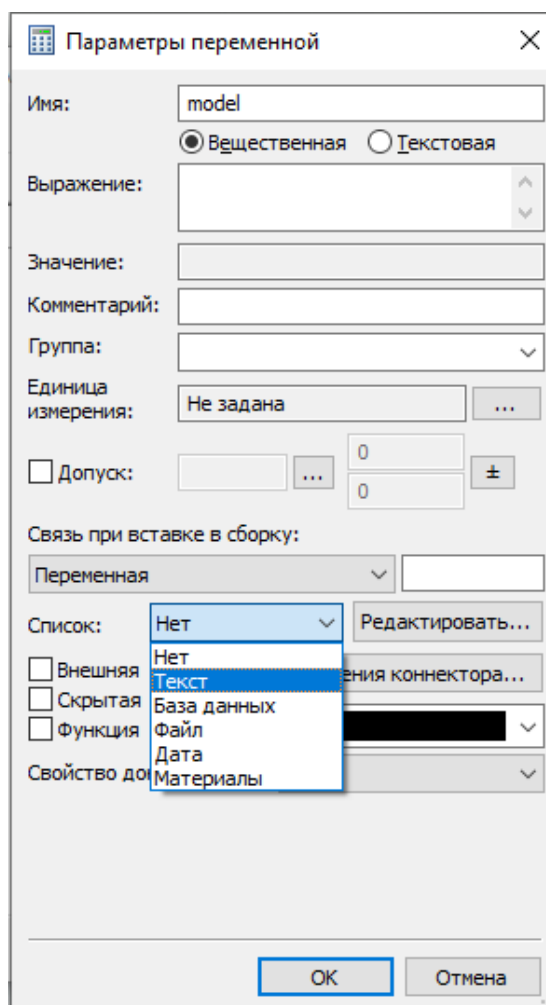 Параметры переменной
Имя:
model
Вещественная Текстовая
Выражение:
Значение:
Комментарий:
Группа:
Единица
измерения:
Не задана
...
Допуск:
...
0
0
±
Связь при вставке в сборку:
Переменная
Список:
Нет
Редактировать...
Нет
Текст
База данных
Файл
Дата
Материалы
Внешняя
коннектора...
Скрытая
Функция
Свойство
OK
Отмена